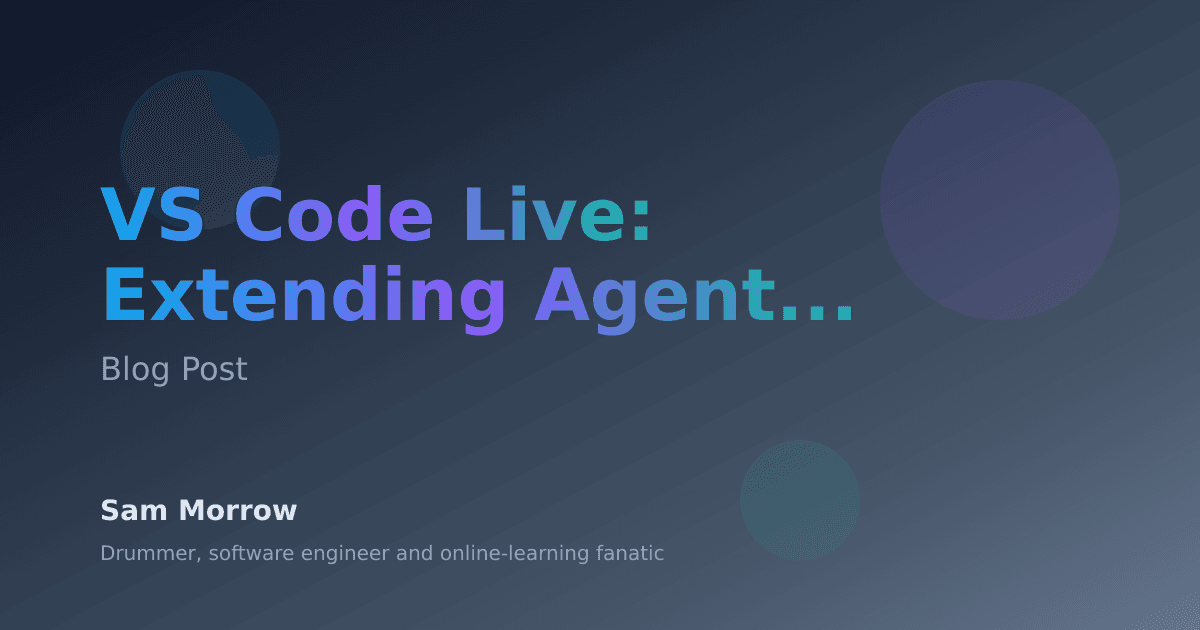 VS Code Live:
Extending Agent...
Blog Post
Sam Morrow
Drummer, software engineer and online-learning fanatic